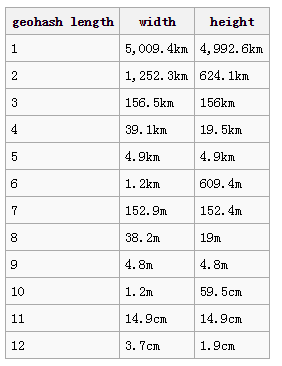 geohash length width height
1 5,009.4km 4,992.6km
2 1,252.3km 624.1km
3 156.5km 156km
4 39.1km 19.5km
5 4.9km 4.9km
6 1.2km 609.4m
7 152.9m 152.4m
8 38.2m 19m
9 4.8m 4.8m
10 1.2m 59.5cm
11 14.9cm 14.9cm
12 3.7cm 1.9cm